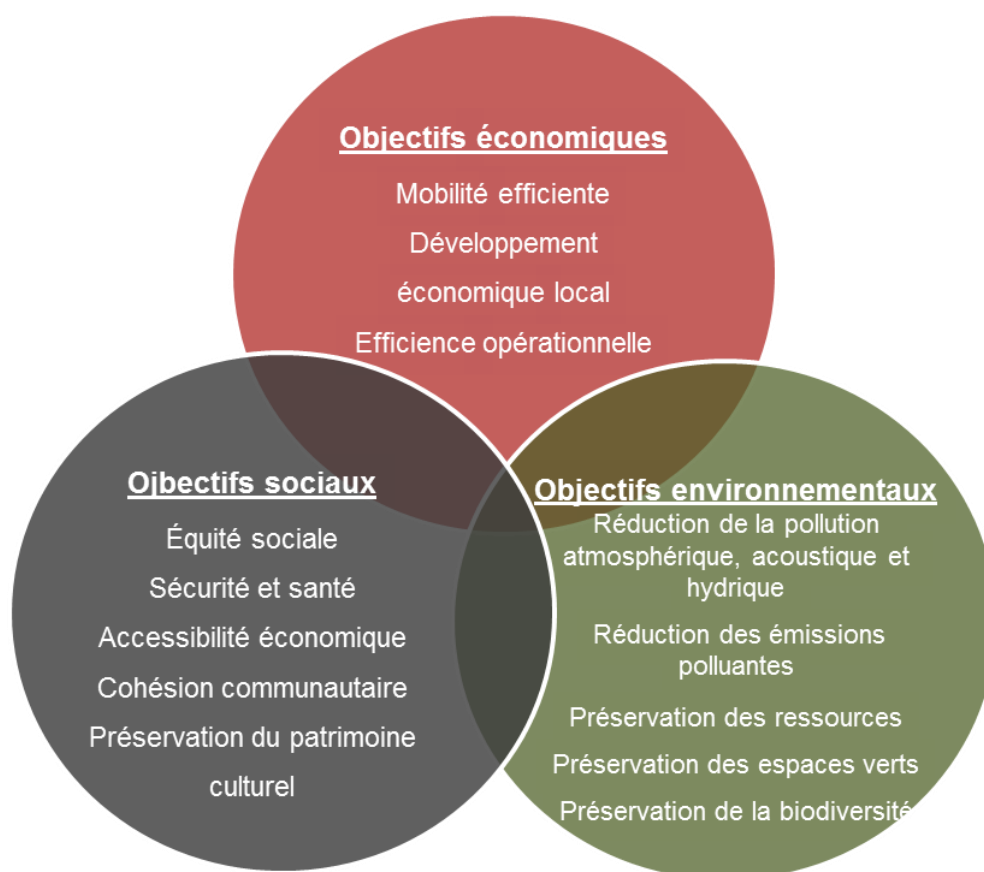 Objectifs économiques
Mobilité efficiente
Développement
économique local
Efficience opérationnelle
Ojbectifs sociaux
Équité sociale
Sécurité et santé
Accessibilité économique
Cohésion communautaire
Préservation du patrimoine
culturel
Objectifs environnementaux
Réduction de la pollution
atmosphérique, acoustique et
hydrique
Réduction des émissions
polluantes
Préservation des ressources
Préservation des espaces verts
Préservation de la biodiversité